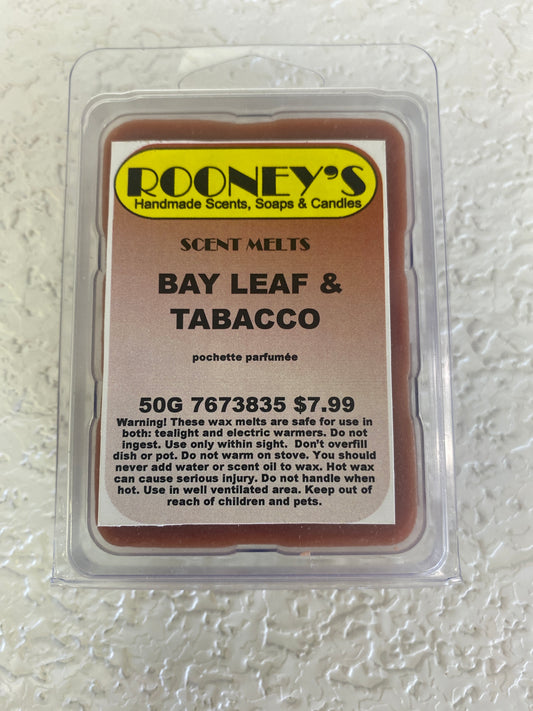 ROONEY'S
Handmade Scents, Soaps & Candles
SCENT MELTS
BAY LEAF &
TABACCO
pochette parfumée
50G 7673835 $7.99
Warning! These wax melts are safe for use in
both: tealight and electric warmers. Do not
ingest. Use only within sight. Don't overfill
dish or pot. Do not warm on stove. You should
never add water or scent oil to wax. Hot wax
can cause serious injury. Do not handle when
hot. Use in well ventilated area. Keep out of
reach of children and pets.